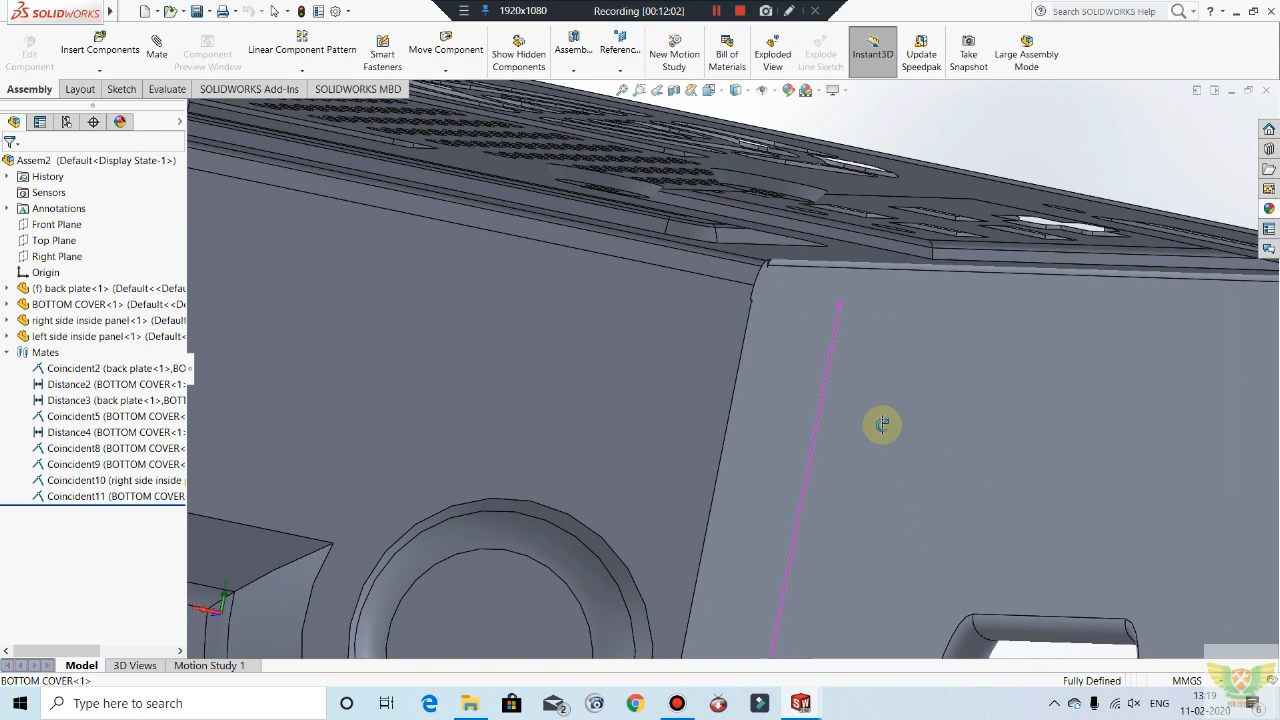 SOLIDWORKS
1920x1080
Recording [00:12:02]
Search SOLIDWORKS Help
Edit
Component
Insert Components
Mate
Component
Preview Window
Linear Component Pattern
Smart
Fasteners
Move Component
Show Hidden
Components
Assemb...
Referenc...
New Motion
Study
Bill of
Materials
Exploded
View
Explode
Line Sketch
Instant3D
Update
Speedpak
Take
Snapshot
Large Assembly
Mode
Assembly
Layout
Sketch
Evaluate
SOLIDWORKS Add-Ins
SOLIDWORKS MBD
Assem2 (Default<Display State-1>)
History
Sensors
Annotations
Front Plane
Top Plane
Right Plane
Origin
(f) back plate<1> (Default<<Defau
BOTTOM COVER<1> (Default<<De
right side inside panel<1> (Default
left side inside panel<1> (Default<
Mates
Coincident2 (back plate<1>,BO
Distance2 (BOTTOM COVER<1>
Distance3 (back plate<1>,BOTT
Coincident5 (BOTTOM COVER<
Distance4 (BOTTOM COVER<1>
Coincident8 (BOTTOM COVER<
Coincident9 (BOTTOM COVER<
Coincident10 (right side inside p
Coincident11 (BOTTOM COVER
Model
3D Views
Motion Study 1
BOTTOM COVER<1>
Fully Defined
MMGS
Type here to search
2
ENG
13:19
11-02-2020
6